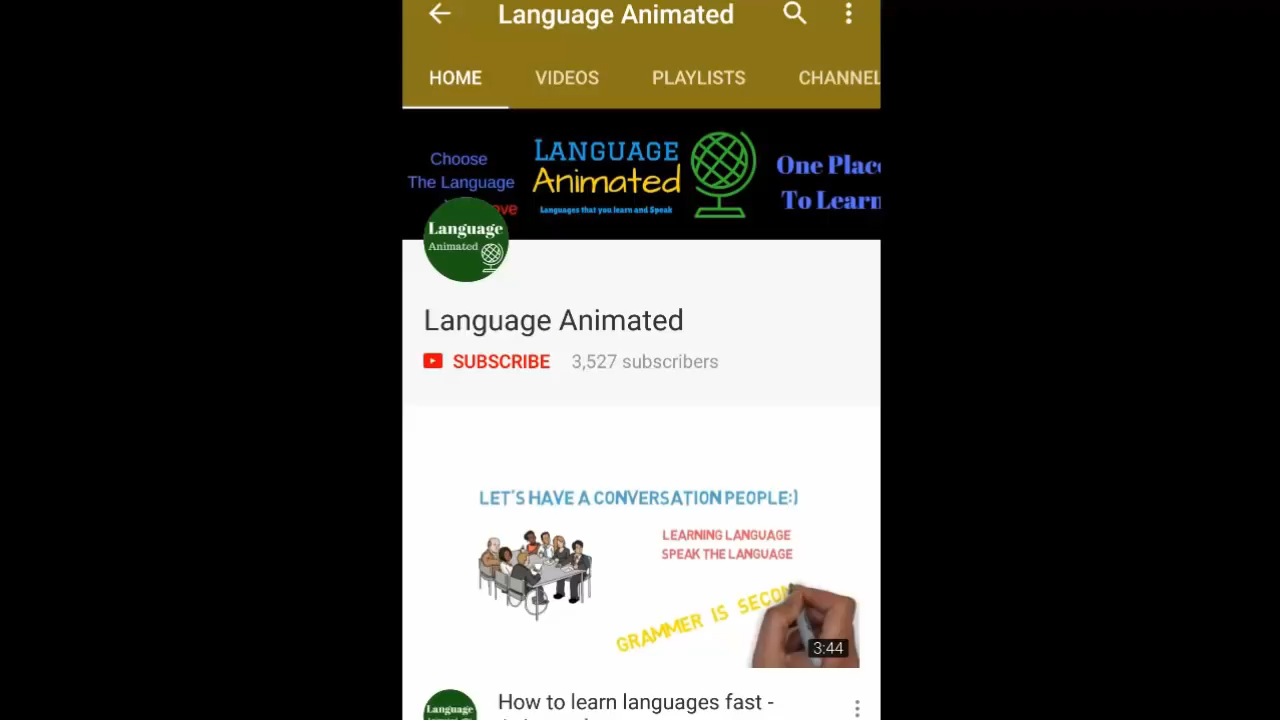 Language Animated
HOME VIDEOS PLAYLISTS CHANNEL
Choose
The Language
LANGUAGE
Animated
Languages that you learn and Speak
One Place
To Learn
Language
Animated
Language Animated
SUBSCRIBE 3,527 subscribers
LET'S HAVE A CONVERSATION PEOPLE:)
LEARNING LANGUAGE
SPEAK THE LANGUAGE
GRAMMER IS SECON
3:44
Language
How to learn languages fast -